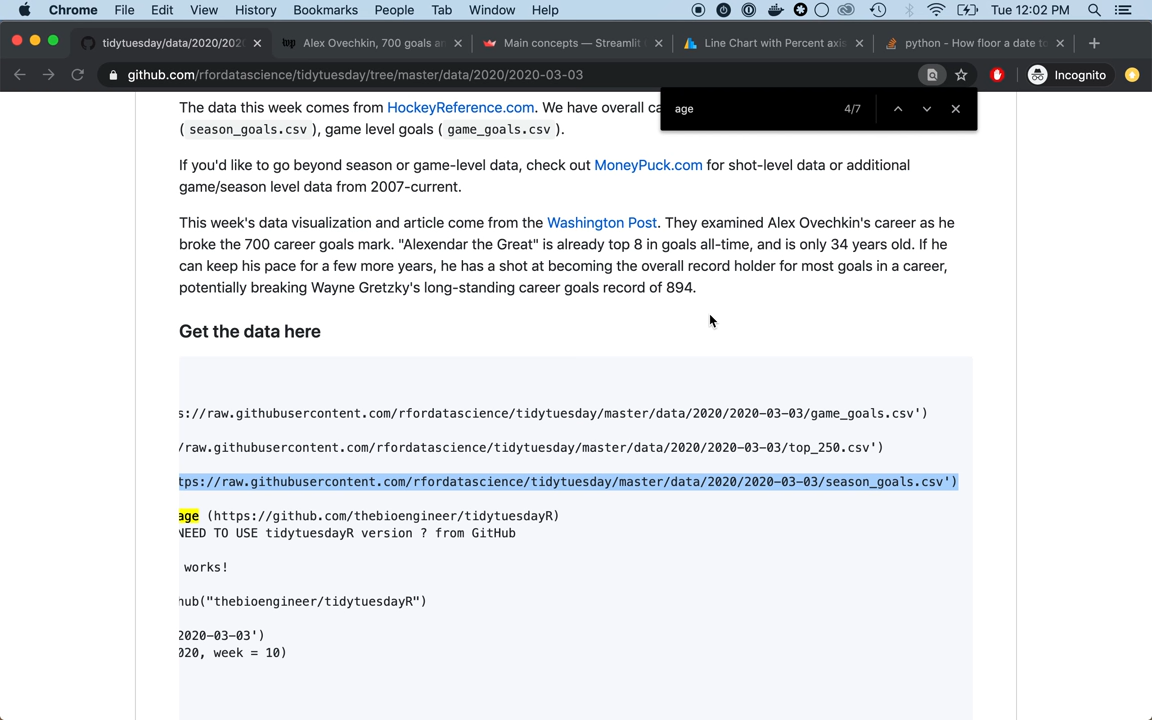 Chrome File Edit View History Bookmarks People Tab Window Help Tue 12:02 PM
tidytuesday/data/2020/202 Alex Ovechkin, 700 goals an Main concepts — Streamlit Line Chart with Percent axis python - How floor a date to
github.com/rfordatascience/tidytuesday/tree/master/data/2020/2020-03-03 Incognito
age 4/7
The data this week comes from HockeyReference.com. We have overall ca
( season_goals.csv ), game level goals ( game_goals.csv ).
If you'd like to go beyond season or game-level data, check out MoneyPuck.com for shot-level data or additional
game/season level data from 2007-current.
This week's data visualization and article come from the Washington Post. They examined Alex Ovechkin's career as he
broke the 700 career goals mark. "Alexendar the Great" is already top 8 in goals all-time, and is only 34 years old. If he
can keep his pace for a few more years, he has a shot at becoming the overall record holder for most goals in a career,
potentially breaking Wayne Gretzky's long-standing career goals record of 894.
Get the data here
s://raw.githubusercontent.com/rfordatascience/tidytuesday/master/data/2020/2020-03-03/game_goals.csv')
/raw.githubusercontent.com/rfordatascience/tidytuesday/master/data/2020/2020-03-03/top_250.csv')
tps://raw.githubusercontent.com/rfordatascience/tidytuesday/master/data/2020/2020-03-03/season_goals.csv')
age (https://github.com/thebioengineer/tidytuesdayR)
NEED TO USE tidytuesdayR version ? from GitHub
works!
hub("thebioengineer/tidytuesdayR")
2020-03-03')
020, week = 10)